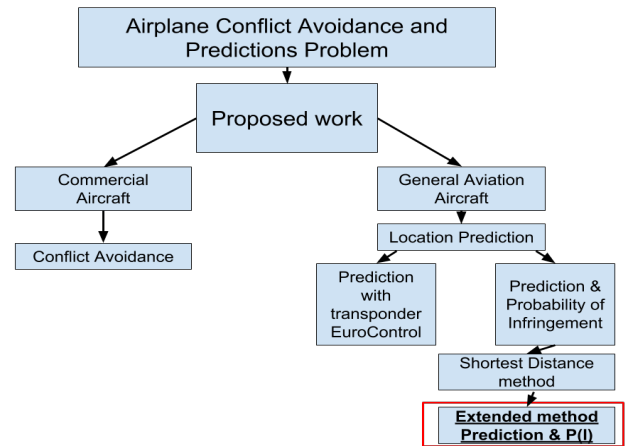 Airplane Conflict Avoidance and
Predictions Problem
Proposed work
Commercial
Aircraft
Conflict Avoidance
General Aviation
Aircraft
Location Prediction
Prediction
with
transponder
EuroControl
Prediction &
Probability of
Infringement
Shortest Distance
method
Extended method
Prediction & P(I)